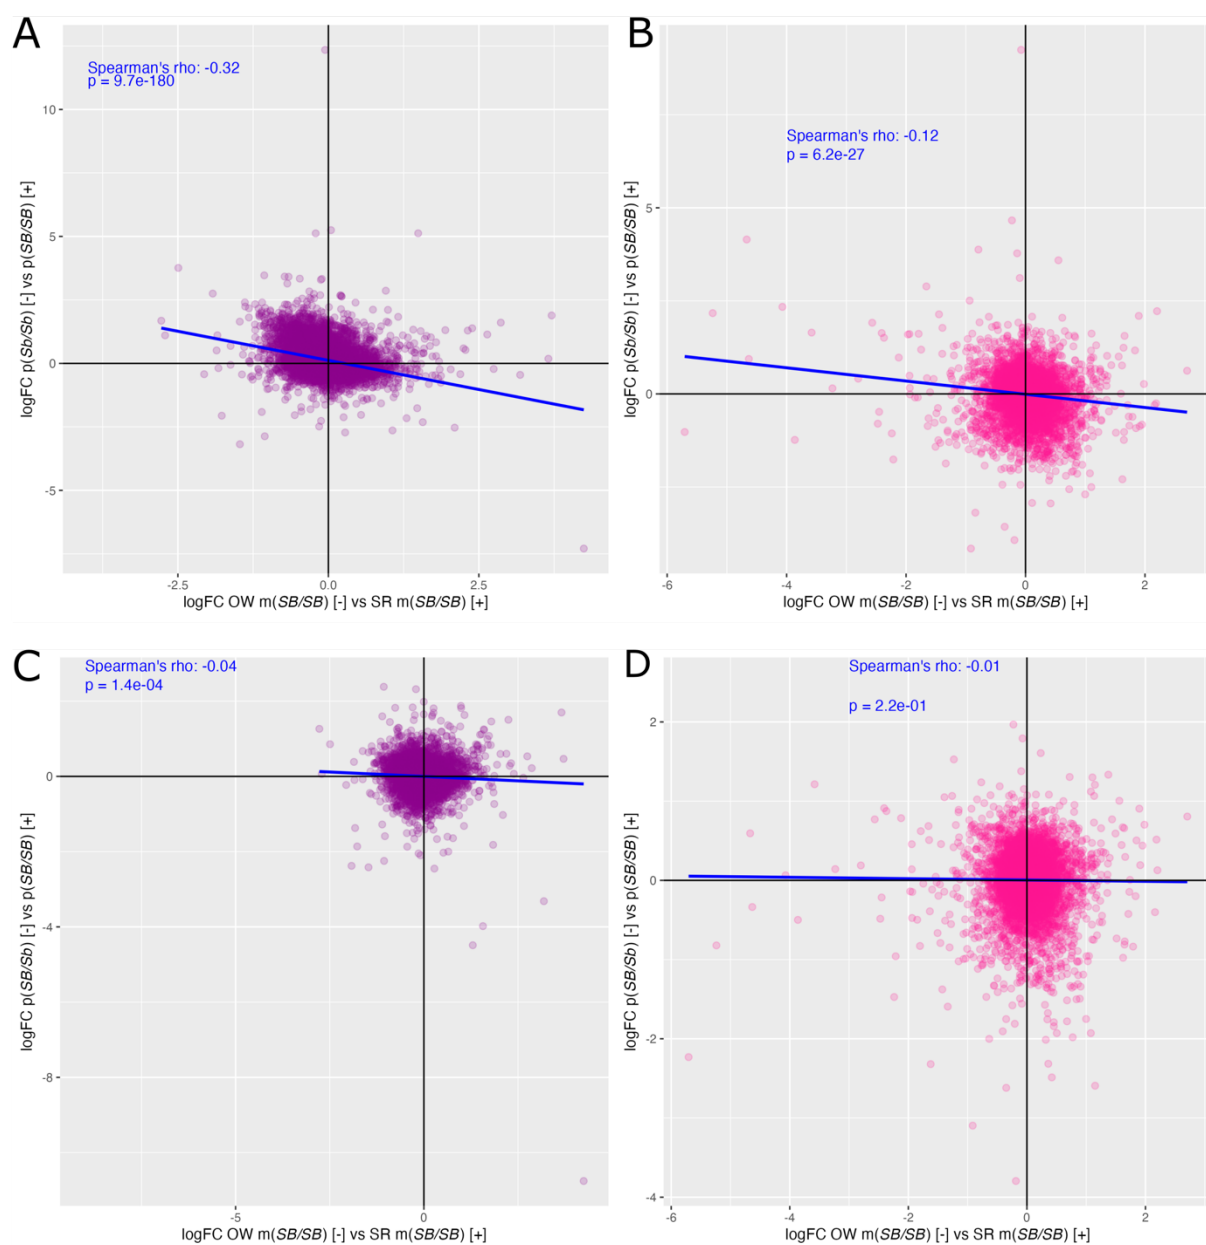 A
Spearman's rho: -0.32
p = 9.7e-180
10
5
0
-5
logFC p(Sb/Sb) [-] vs p(SB/SB) [+]
-2.5 0.0 2.5
logFC OW m(SB/SB) [-] vs SR m(SB/SB) [+]
B
Spearman's rho: -0.12
p = 6.2e-27
5
0
logFC p(Sb/Sb) [-] vs p(SB/SB) [+]
-6 -4 -2 0 2
logFC OW m(SB/SB) [-] vs SR m(SB/SB) [+]
C
Spearman's rho: -0.04
p = 1.4e-04
0
-4
-8
logFC p(SB/Sb) [-] vs p(SB/SB) [+]
-5 0
logFC OW m(SB/SB) [-] vs SR m(SB/SB) [+]
D
Spearman's rho: -0.01
p = 2.2e-01
2
0
-2
-4
logFC p(SB/Sb) [-] vs p(SB/SB) [+]
-6 -4 -2 0 2
logFC OW m(SB/SB) [-] vs SR m(SB/SB) [+]